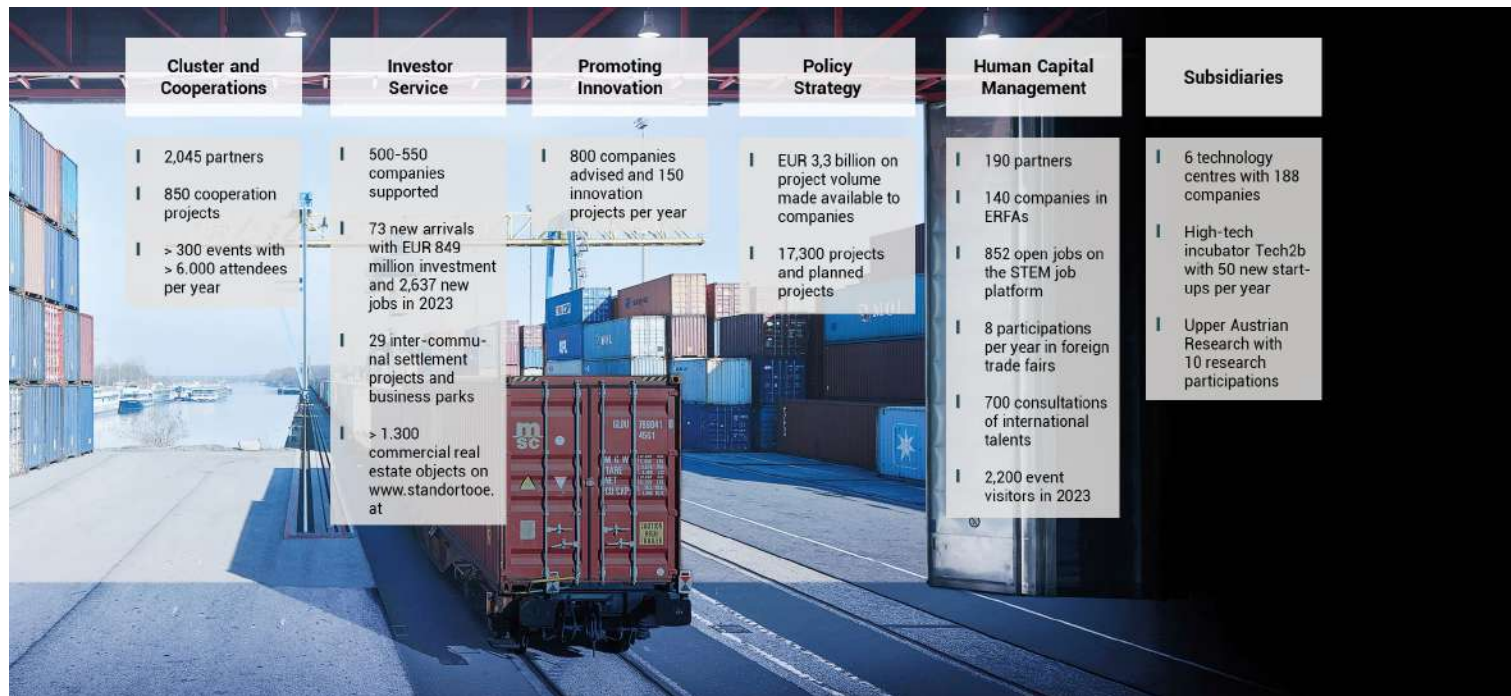 Cluster and
Cooperations
2,045 partners
850 cooperation
projects
> 300 events with
> 6.000 attendees
per year
Investor
Service
500-550
companies
supported
73 new arrivals
with EUR 849
million investment
and 2,637 new
jobs in 2023
29 inter-commu-
nal settlement
projects and
business parks
> 1.300
commercial real
estate objects on
www.standortooe.
at
Promoting
Innovation
800 companies
advised and 150
innovation
projects per year
Policy
Strategy
EUR 3,3 billion on
project volume
made available to
companies
17,300 projects
and planned
projects
Human Capital
Management
190 partners
140 companies in
ERFAs
852 open jobs on
the STEM job
platform
8 participations
per year in foreign
trade fairs
700 consultations
of international
talents
2,200 event
visitors in 2023
Subsidiaries
6 technology
centres with 188
companies
High-tech
incubator Tech2b
with 50 new start-
ups per year
Upper Austrian
Research with
10 research
participations
msc